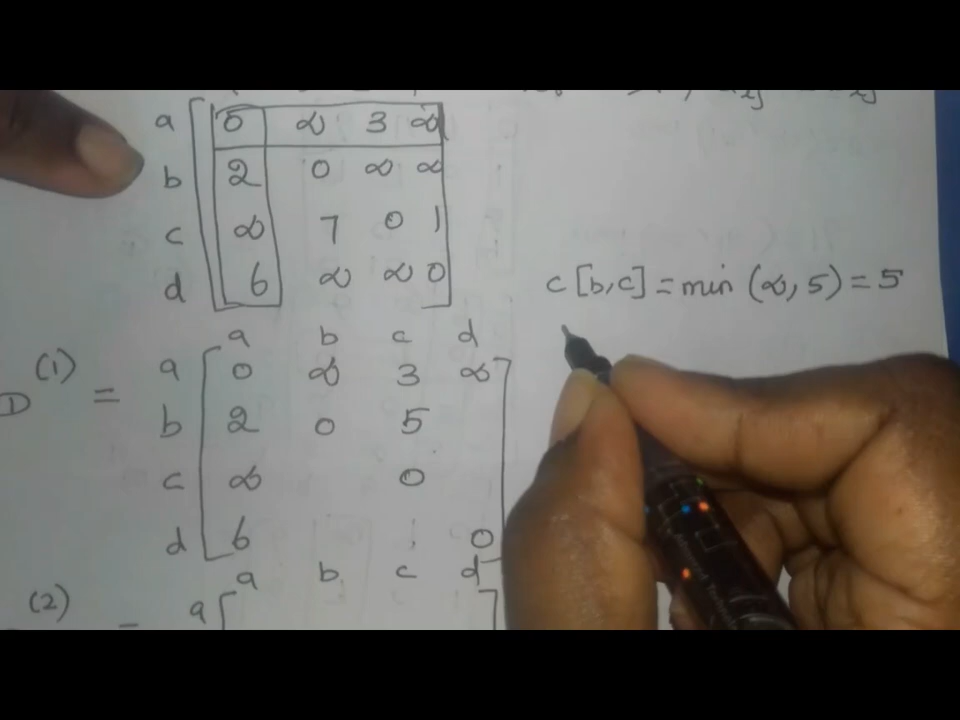 a 0 ∞ 3 ∞
b 2 0 ∞ ∞
c ∞ 7 0 1
d 6 ∞ ∞ 0
c[b,c] = min (∞, 5) = 5
a b c d
D(1) = a 0 ∞ 3 ∞
b 2 0 5
c ∞ 0
d 6 0
a b c d
(2) = a